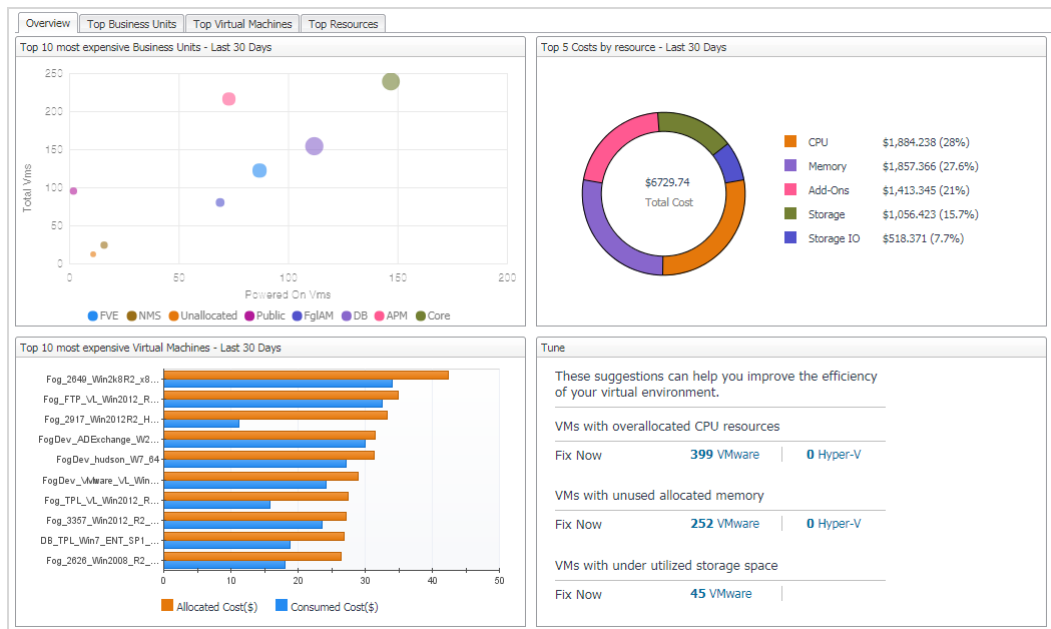 Overview
Top Business Units
Top Virtual Machines
Top Resources
Top 10 most expensive Business Units - Last 30 Days
250
200
150
100
50
0
Total Vms
0 50 100 150 200
Powered On Vms
FVE NMS Unallocated Public FglAM DB APM Core
Top 5 Costs by resource - Last 30 Days
$6729.74
Total Cost
CPU $1,884.238 (28%)
Memory $1,857.366 (27.6%)
Add-Ons $1,413.345 (21%)
Storage $1,056.423 (15.7%)
Storage IO $518.371 (7.7%)
Top 10 most expensive Virtual Machines - Last 30 Days
Fog_2649_Win2k8R2_x8...
Fog_FTP_VL_Win2012_R...
Fog_2917_Win2012R2_H...
FogDev_ADExchange_W2...
FogDev_hudson_W7_64
FogDev_VMware_VL_Win...
Fog_TPL_VL_Win2012_R...
Fog_3357_Win2012_R2_...
DB_TPL_Win7_ENT_SP1_...
Fog_2626_Win2008_R2_...
0 10 20 30 40 50
Allocated Cost($) Consumed Cost($)
Tune
These suggestions can help you improve the efficiency
of your virtual environment.
VMs with overallocated CPU resources
Fix Now 399 VMware 0 Hyper-V
VMs with unused allocated memory
Fix Now 252 VMware 0 Hyper-V
VMs with under utilized storage space
Fix Now 45 VMware